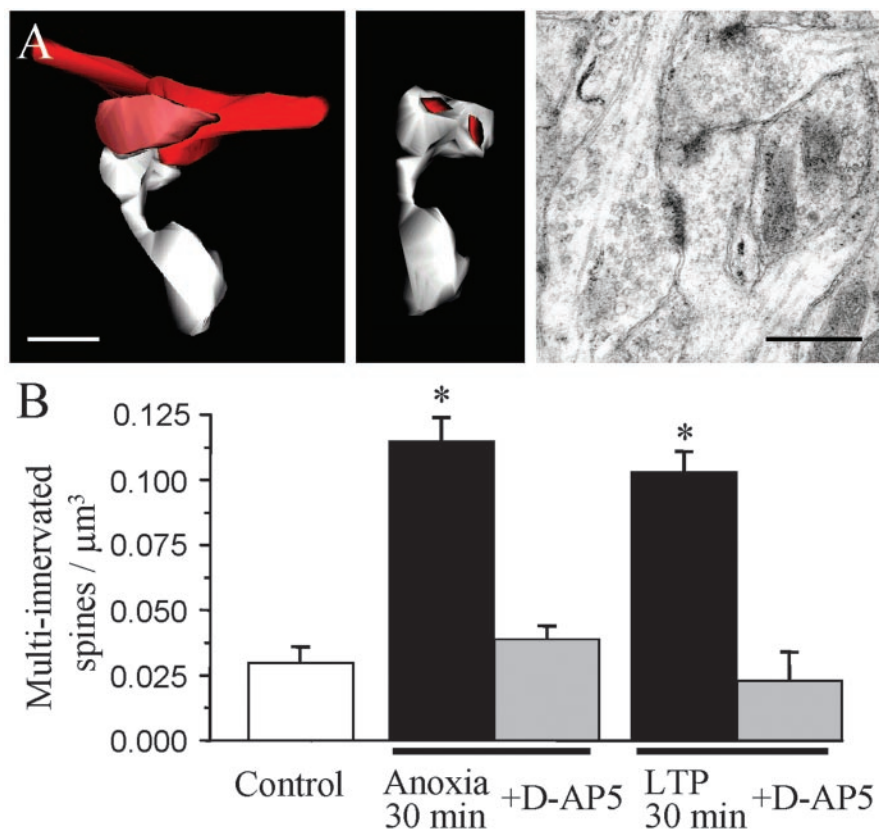 A
B
Multi-innervated
spines / μm³
0.125
0.100
0.075
0.050
0.025
0.000
*
*
Control
Anoxia
30 min
+D-AP5
LTP
30 min
+D-AP5